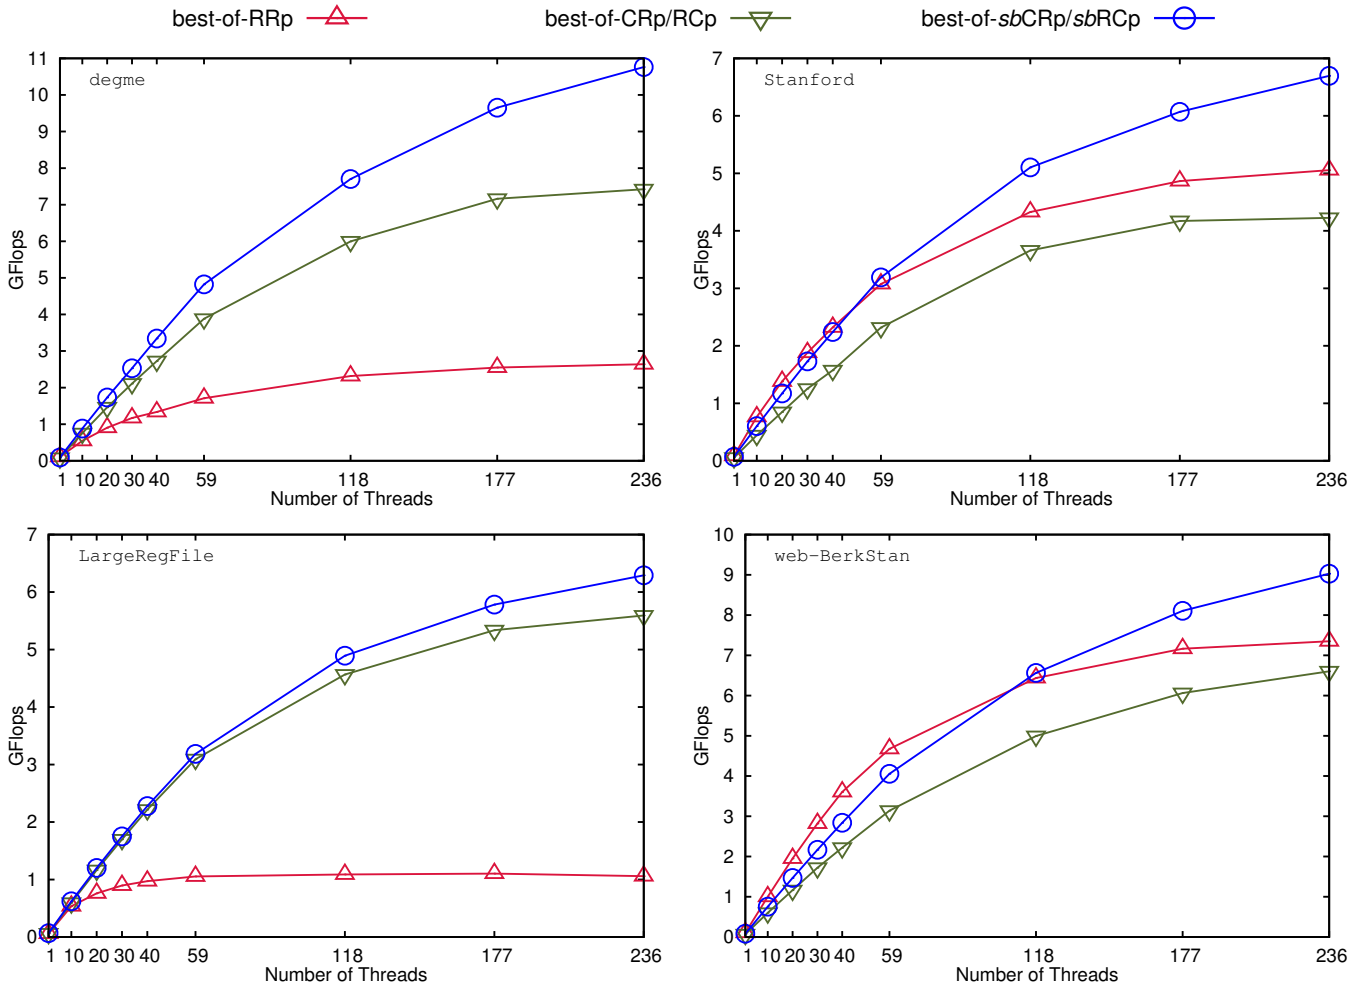 best-of-RRp best-of-CRp/RCp best-of-sbCRp/sbRCp
degme
GFlops
11
10
9
8
7
6
5
4
3
2
1
0
1 10 20 30 40 59 118 177 236
Number of Threads
Stanford
GFlops
7
6
5
4
3
2
1
0
1 10 20 30 40 59 118 177 236
Number of Threads
LargeRegFile
GFlops
7
6
5
4
3
2
1
0
1 10 20 30 40 59 118 177 236
Number of Threads
web-BerkStan
GFlops
10
9
8
7
6
5
4
3
2
1
0
1 10 20 30 40 59 118 177 236
Number of Threads